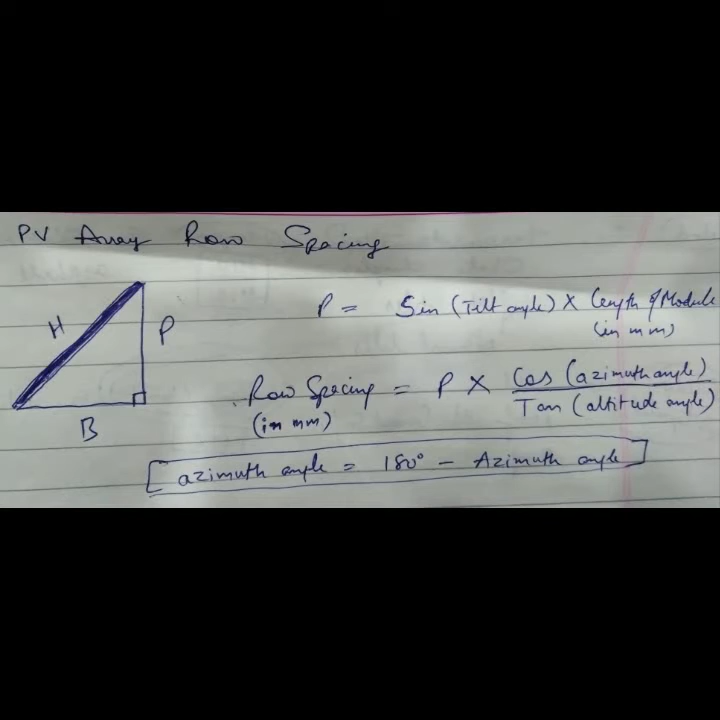 PV Array Row Spacing
H
P
B
P = Sin (Tilt angle) X Length of Module
(in mm)
Row Spacing = P X Cos (azimuth angle)
(in mm)
Tan (altitude angle)
azimuth angle = 180° - Azimuth angle